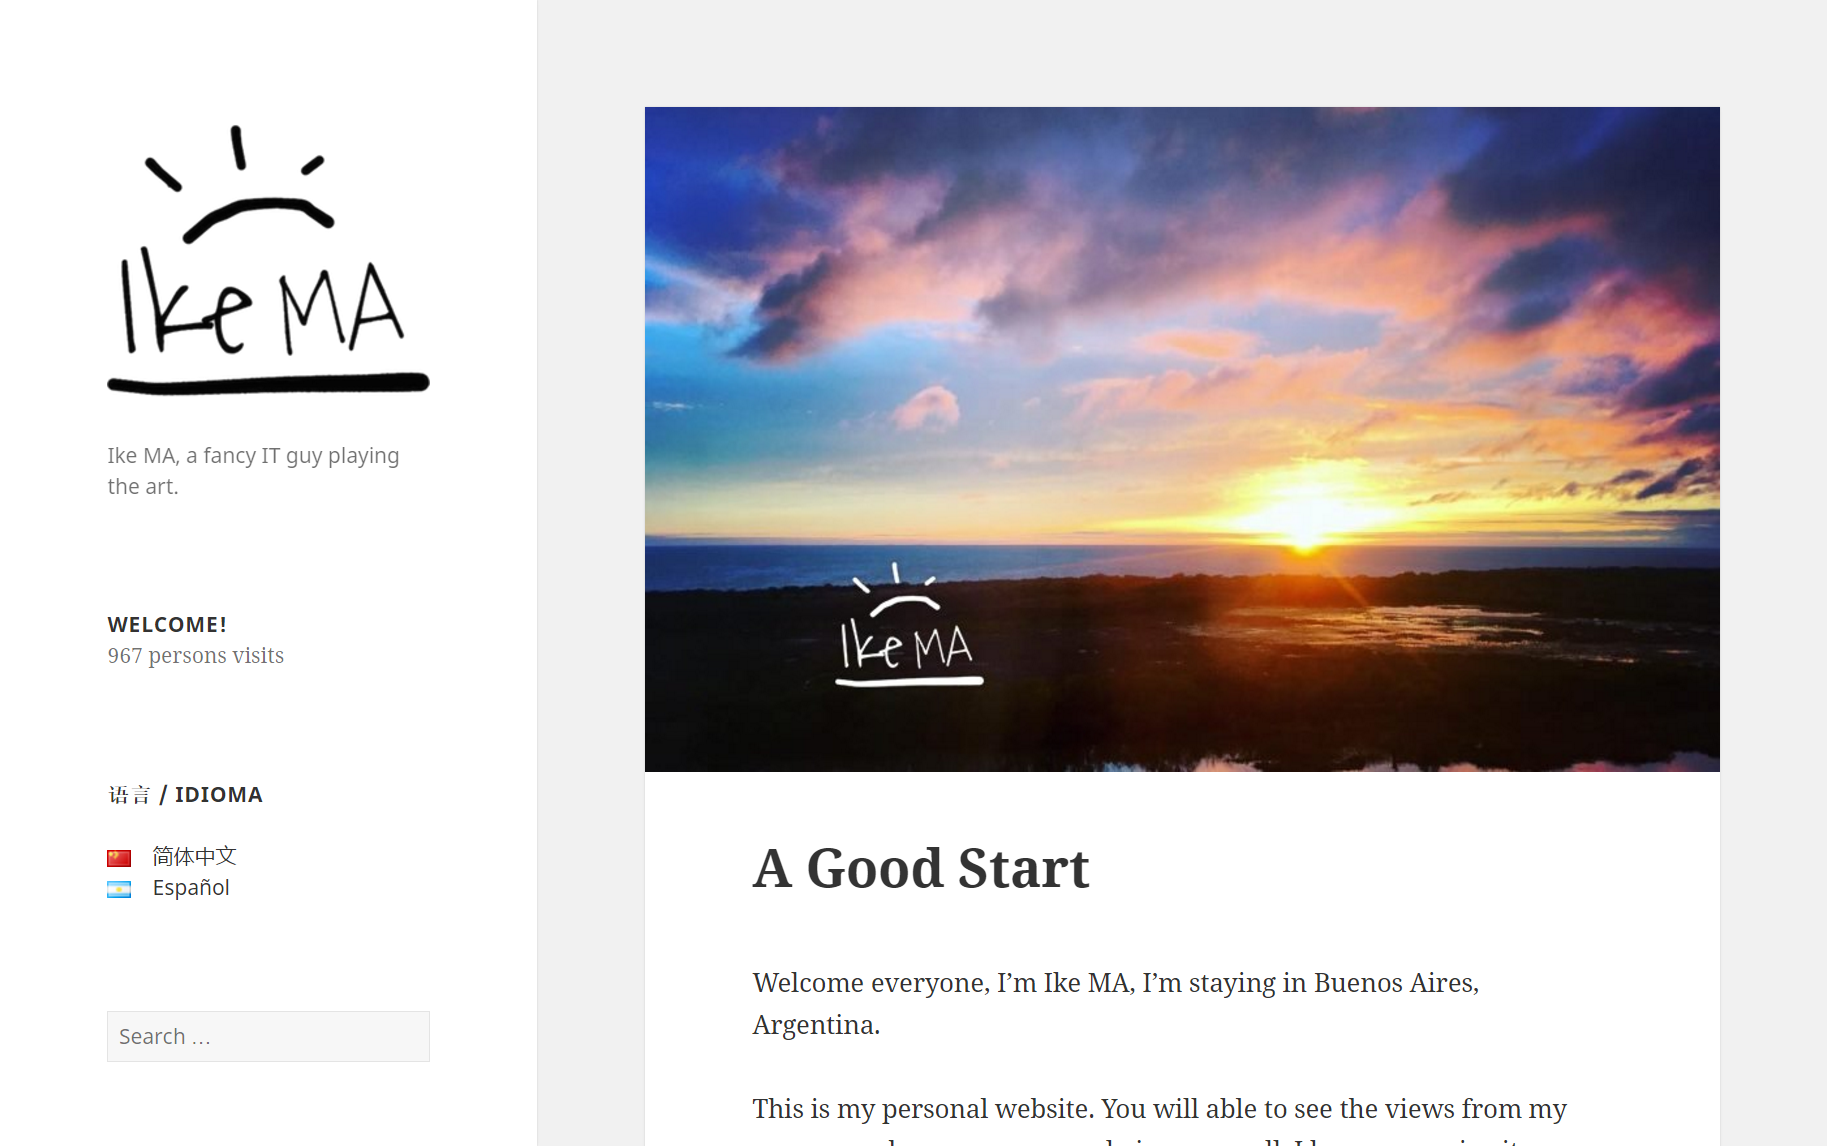 Ike MA
Ike MA, a fancy IT guy playing
the art.
WELCOME!
967 persons visits
语言 / IDIOMA
简体中文
Español
Search …
Ike MA
A Good Start
Welcome everyone, I’m Ike MA, I’m staying in Buenos Aires,
Argentina.
This is my personal website. You will able to see the views from my